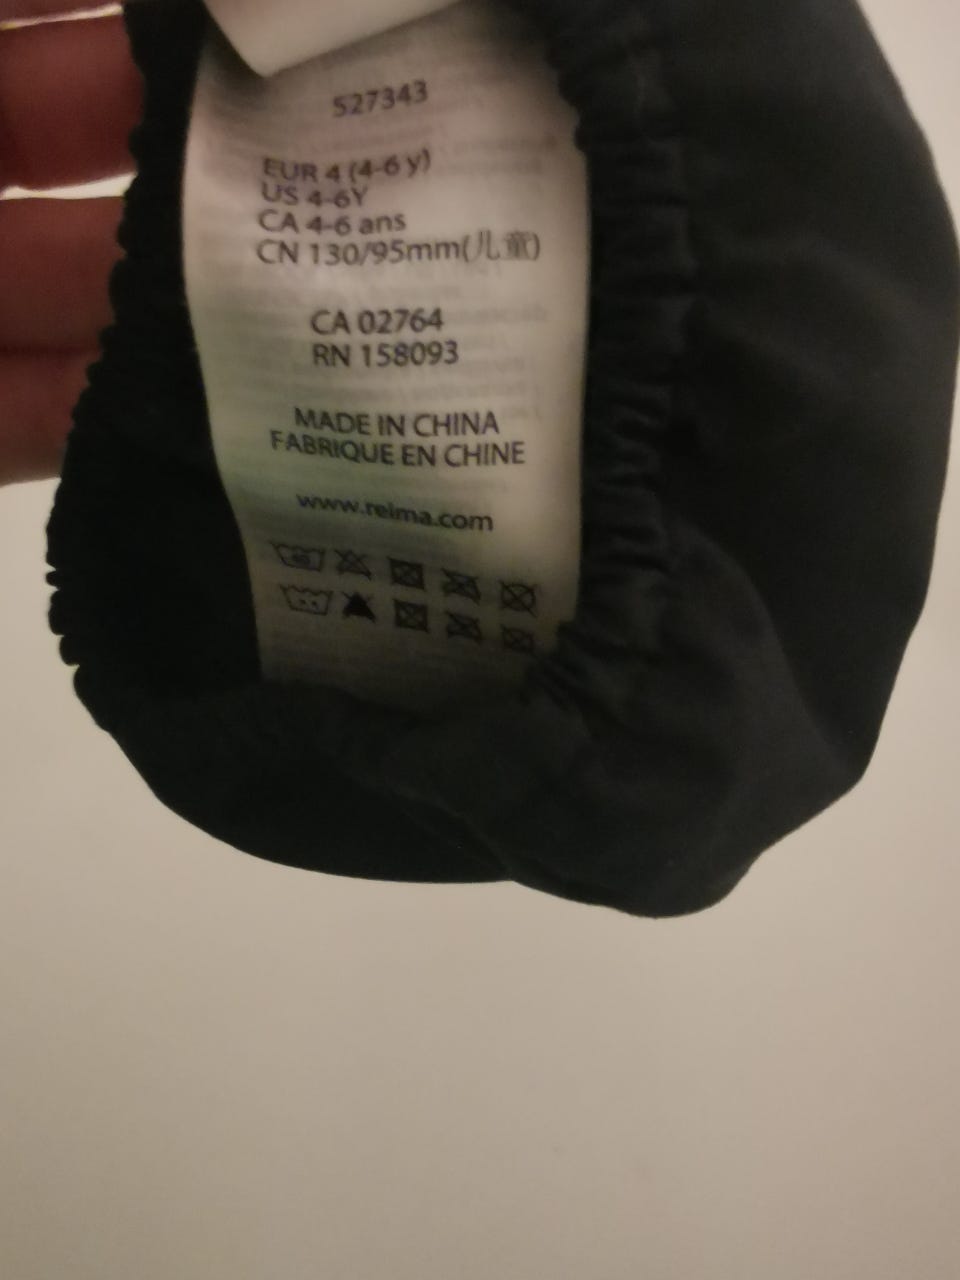 527343
EUR 4 (4-6 y)
US 4-6Y
CA 4-6 ans
CN 130/95mm(儿童)
CA 02764
RN 158093
MADE IN CHINA
FABRIQUE EN CHINE
www.reima.com